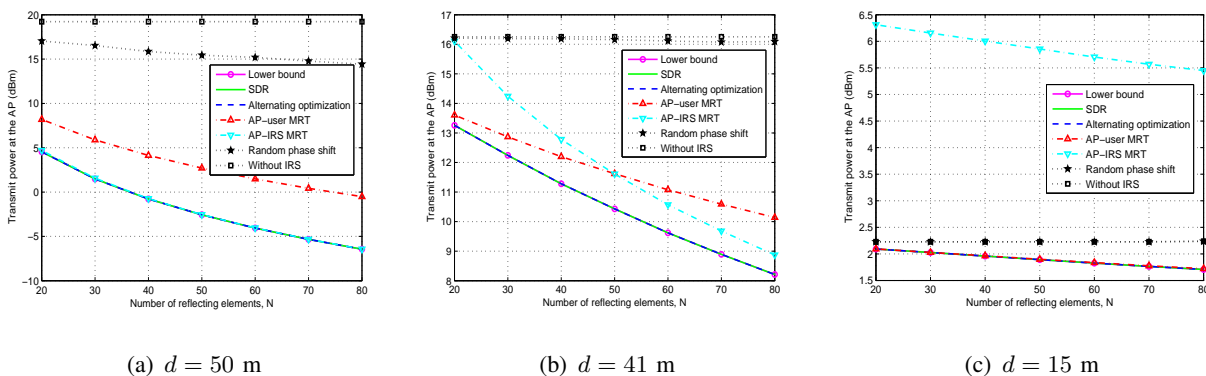 20
15
10
5
0
−5
−10
20 30 40 50 60 70 80
Number of reflecting elements, N
Transmit power at the AP (dBm)
Lower bound
SDR
Alternating optimization
AP-user MRT
AP-IRS MRT
Random phase shift
Without IRS
(a) d = 50 m
17
16
15
14
13
12
11
10
9
8
20 30 40 50 60 70 80
Number of reflecting elements, N
Transmit power at the AP (dBm)
Lower bound
SDR
Alternating optimization
AP-user MRT
AP-IRS MRT
Random phase shift
Without IRS
(b) d = 41 m
6.5
6
5.5
5
4.5
4
3.5
3
2.5
2
1.5
20 30 40 50 60 70 80
Number of reflecting elements, N
Transmit power at the AP (dBm)
Lower bound
SDR
Alternating optimization
AP-user MRT
AP-IRS MRT
Random phase shift
Without IRS
(c) d = 15 m